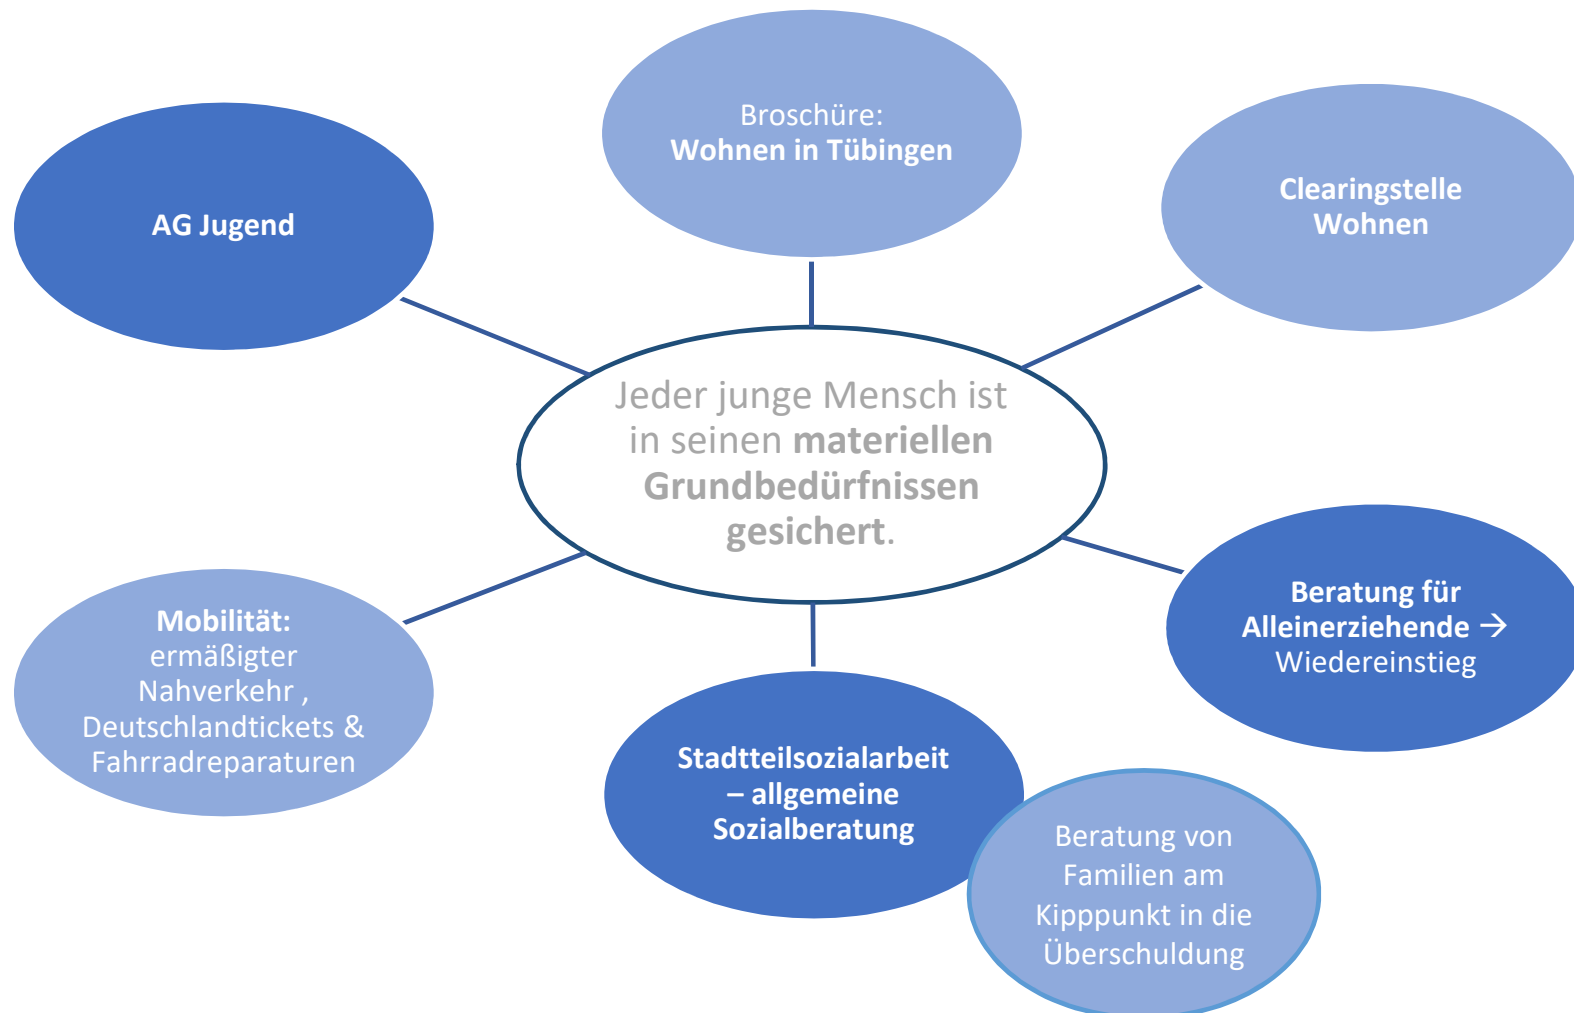 Broschüre:
Wohnen in Tübingen
AG Jugend
Clearingstelle
Wohnen
Jeder junge Mensch ist
in seinen materiellen
Grundbedürfnissen
gesichert.
Mobilität:
ermäßigter
Nahverkehr ,
Deutschlandtickets &
Fahrradreparaturen
Beratung für
Alleinerziehende →
Wiedereinstieg
Stadtteilsozialarbeit
– allgemeine
Sozialberatung
Beratung von
Familien am
Kipppunkt in die
Überschuldung